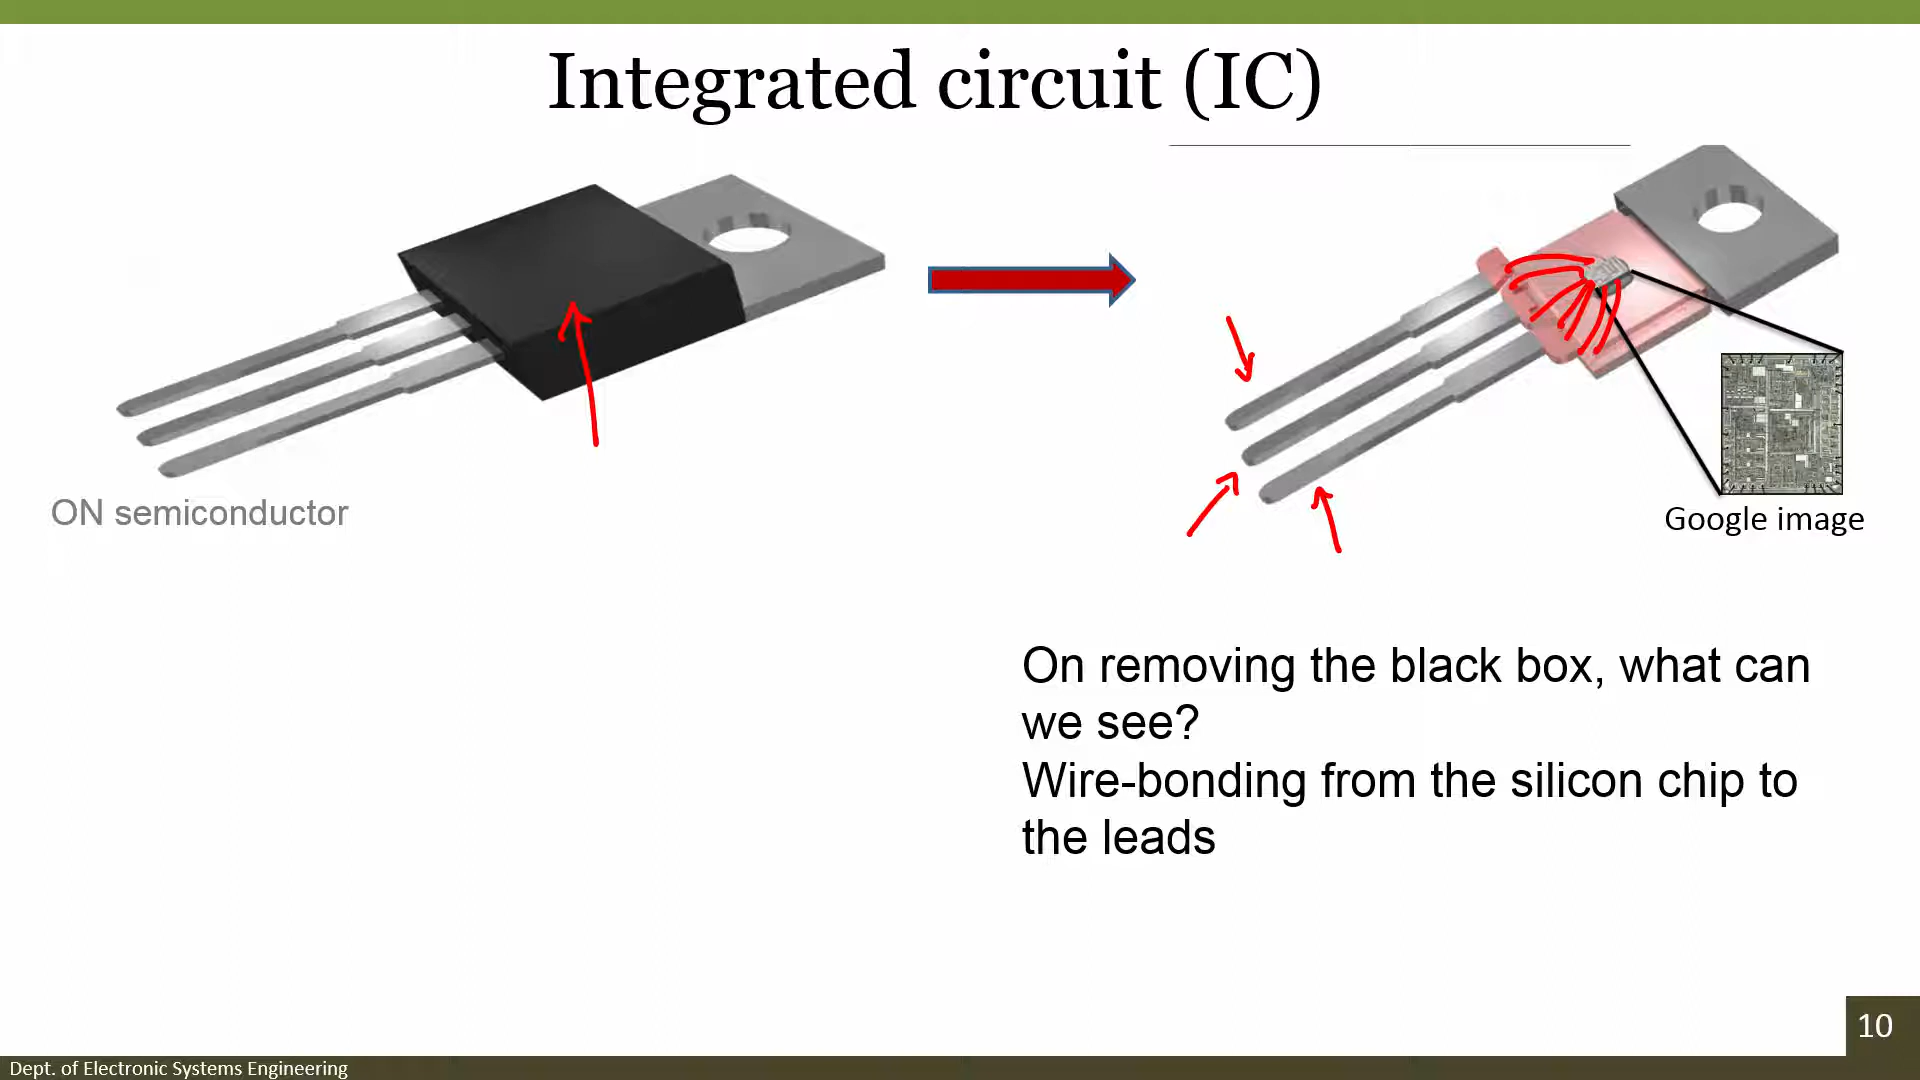 Integrated circuit (IC)
ON semiconductor
Google image
On removing the black box, what can
we see?
Wire-bonding from the silicon chip to
the leads
10
Dept. of Electronic Systems Engineering